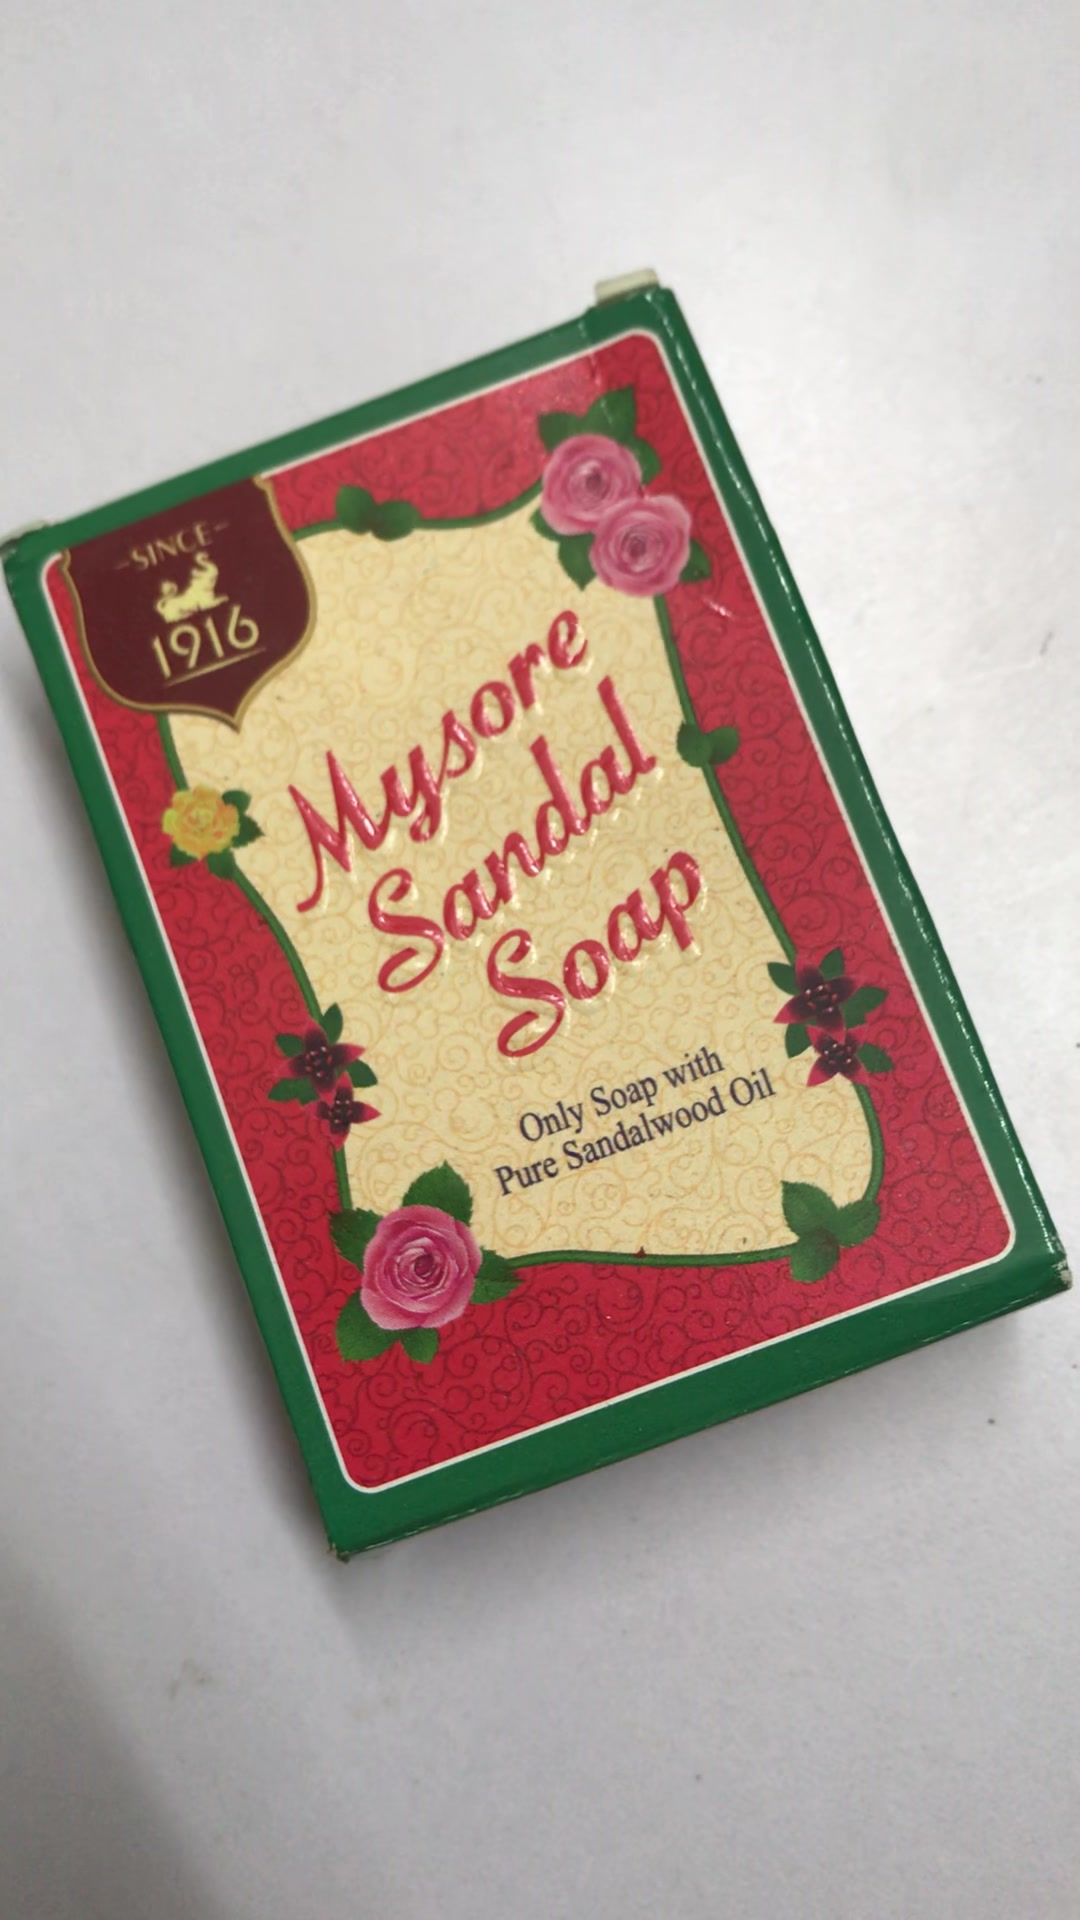 -SINCE-
1916
Mysore
Sandal
Soap
Only Soap with
Pure Sandalwood Oil